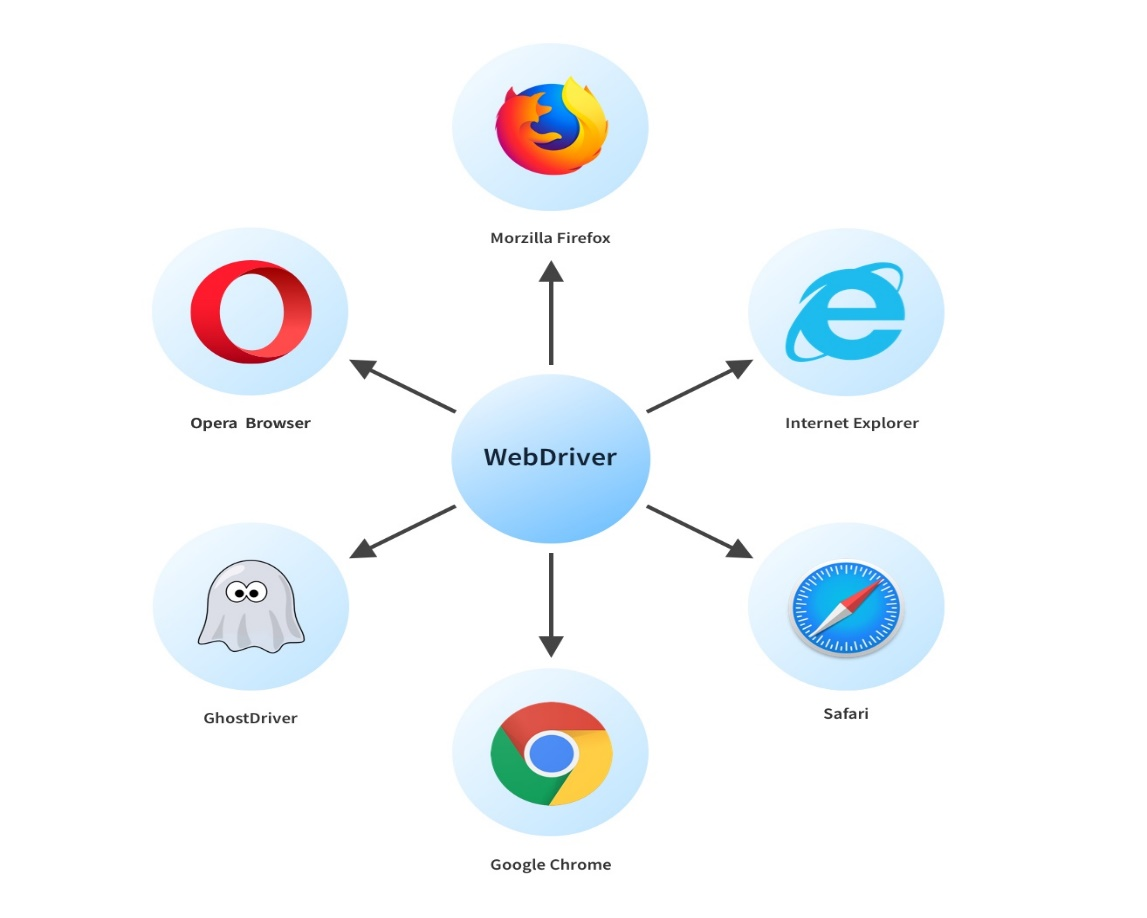 Morzilla Firefox
Opera  Browser
Internet Explorer
WebDriver
GhostDriver
Safari
Google Chrome